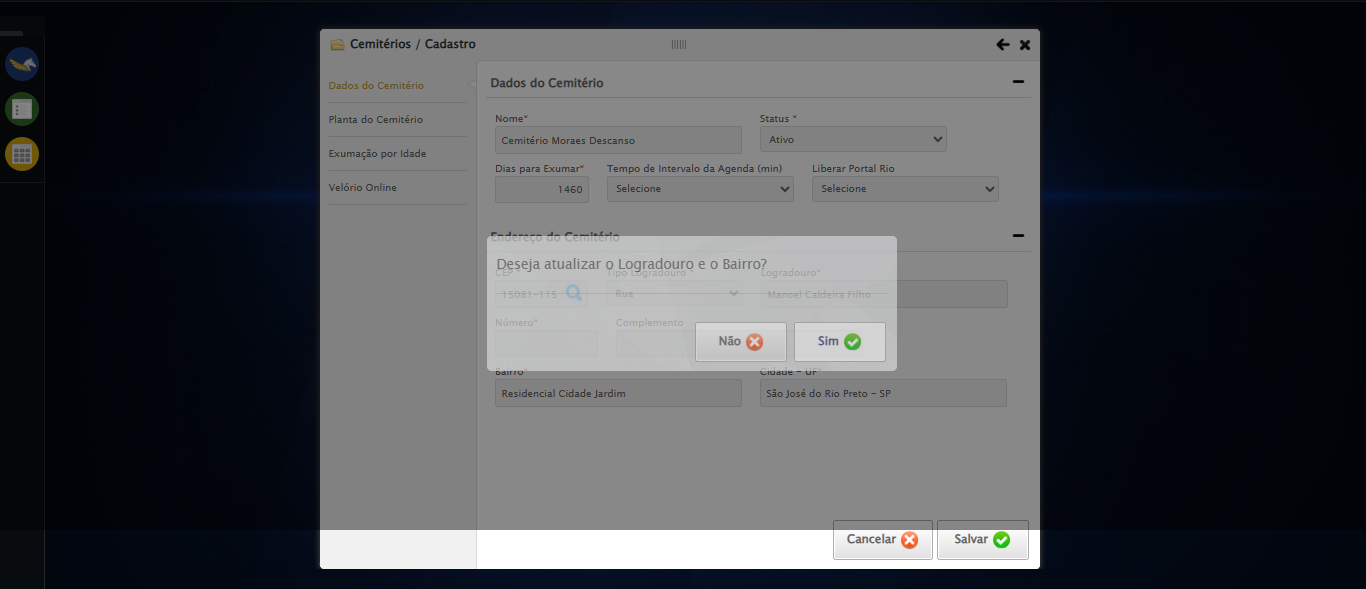 Cemitérios / Cadastro
Dados do Cemitério
Planta do Cemitério
Exumação por Idade
Velório Online
Dados do Cemitério
Nome* Status *
Cemitério Moraes Descanso Ativo
Dias para Exumar* Tempo de Intervalo da Agenda (min) Liberar Portal Rio
1460 Selecione Selecione
Endereço do Cemitério
Deseja atualizar o Logradouro e o Bairro?
CEP* Tipo Logradouro* Logradouro*
15081-115 Rua Manoel Caldeira Filho
Número* Complemento
Não Sim
Bairro* Cidade - UF*
Residencial Cidade Jardim São José do Rio Preto - SP
Cancelar Salvar